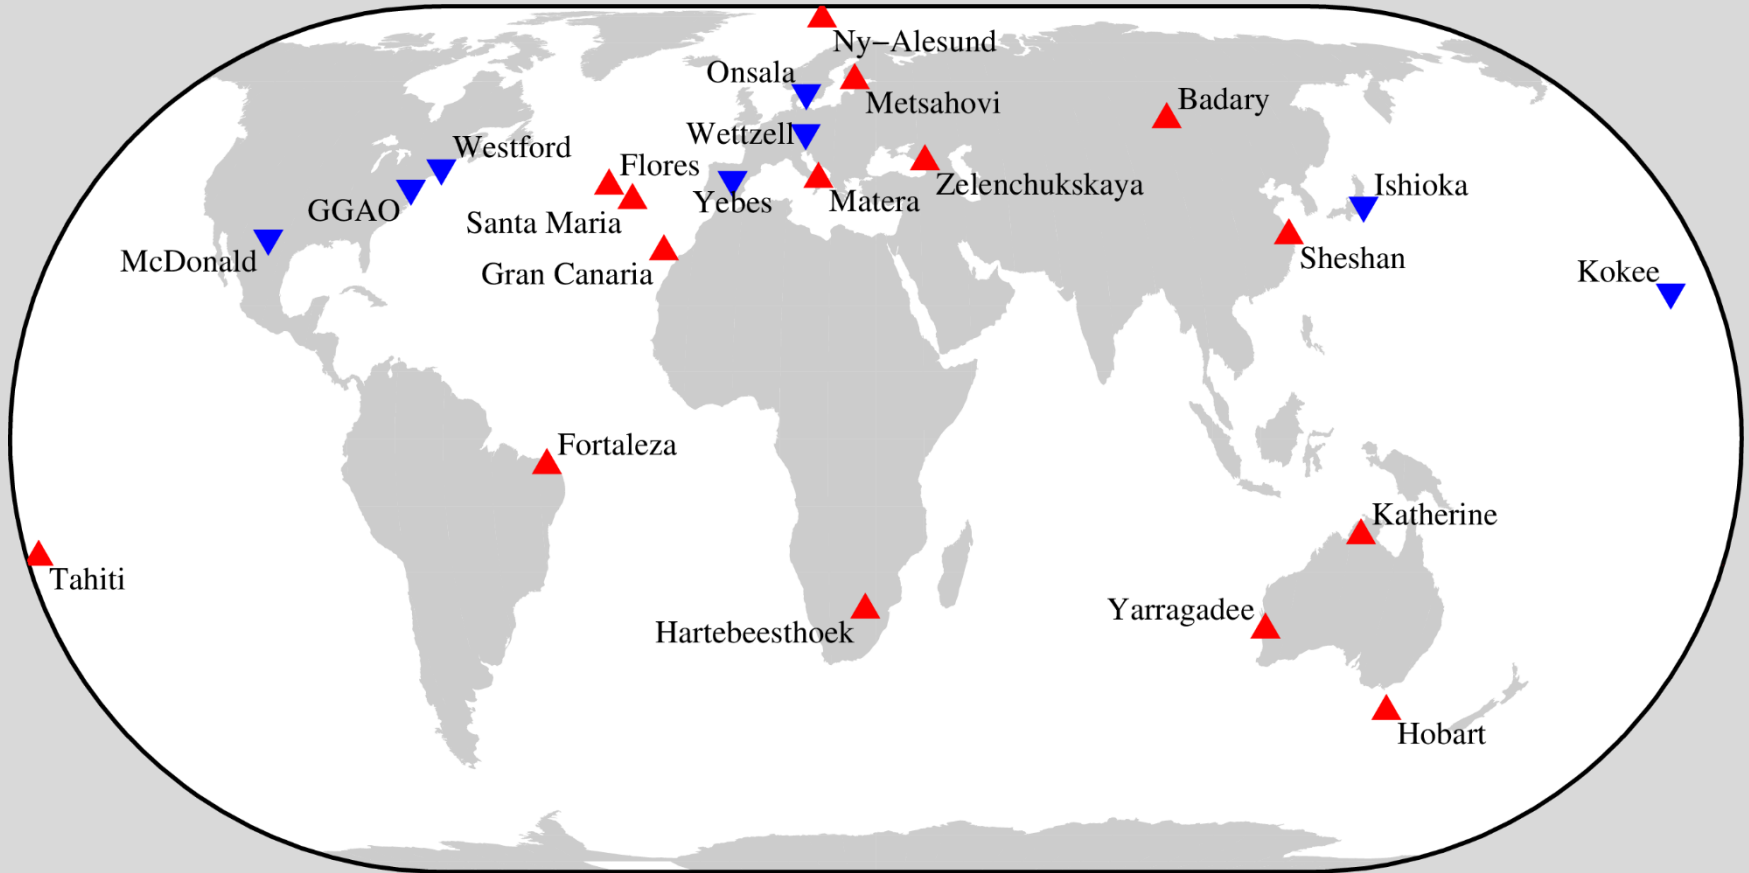 Ny−Alesund
Onsala
Metsahovi
Badary
Wettzell
Westford
Flores
Zelenchukskaya
Ishioka
Yebes
Matera
GGAO
Santa Maria
McDonald
Sheshan
Gran Canaria
Kokee
Fortaleza
Katherine
Tahiti
Yarragadee
Hartebeesthoek
Hobart